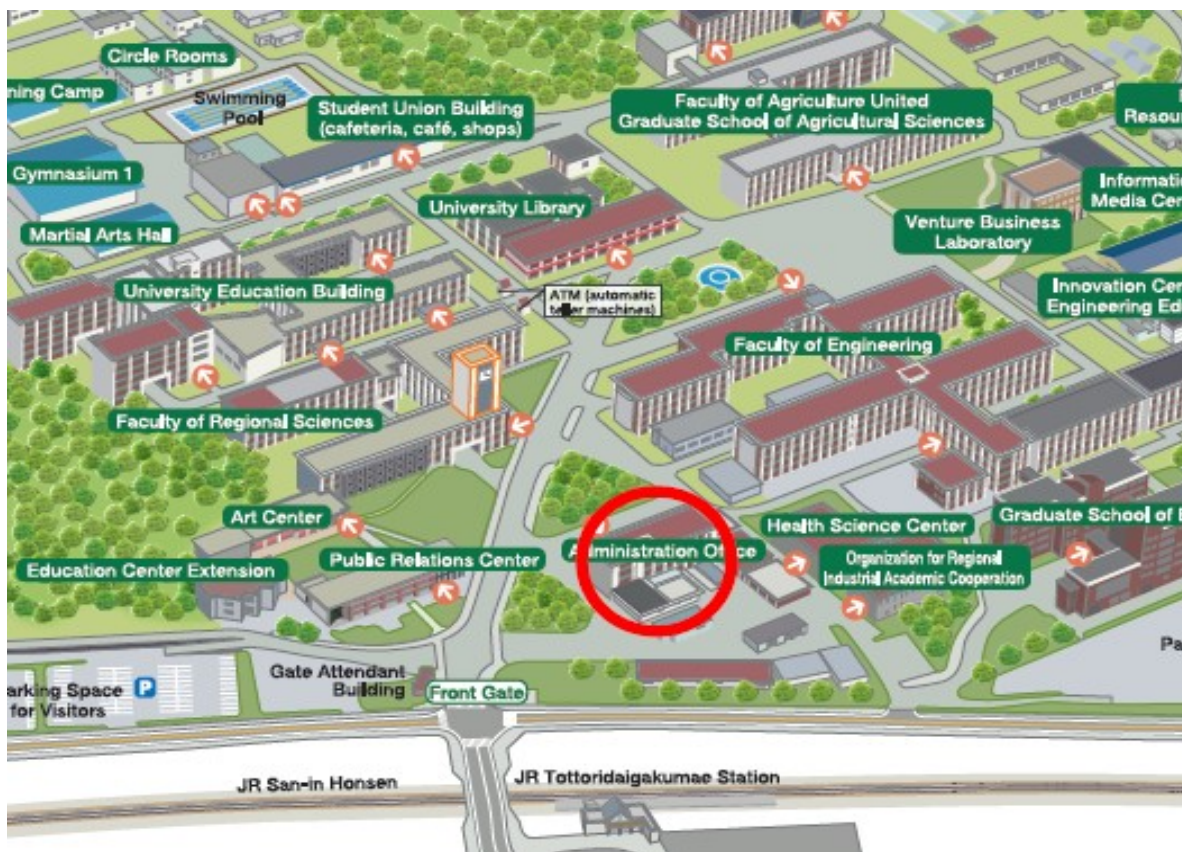 Circle Rooms
ning Camp
Swimming
Pool
Student Union Building
(cafeteria, café, shops)
Faculty of Agriculture United
Graduate School of Agricultural Sciences
Resour
Gymnasium 1
University Library
Informatic
Media Cen
Martial Arts Hall
Venture Business
Laboratory
University Education Building
ATM (automatic
teller machines)
Innovation Cen
Engineering Ed
Faculty of Engineering
Faculty of Regional Sciences
Art Center
Administration Office
Health Science Center
Graduate School of E
Public Relations Center
Organization for Regional
Industrial Academic Cooperation
Education Center Extension
Pa
Gate Attendant
Building
Front Gate
arking Space P
for Visitors
JR San-in Honsen
JR Tottoridaigakumae Station